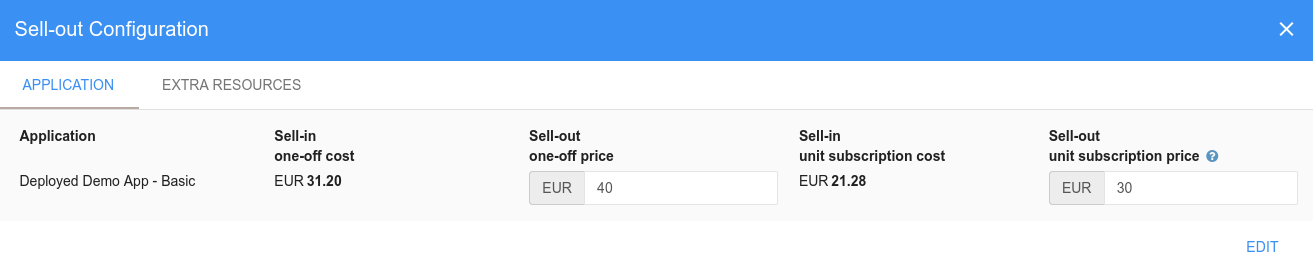 Sell-out Configuration
APPLICATION EXTRA RESOURCES
Application Sell-in one-off cost Sell-out one-off price Sell-in unit subscription cost Sell-out unit subscription price ?
Deployed Demo App - Basic EUR 31.20 EUR 40 EUR 21.28 EUR 30
EDIT